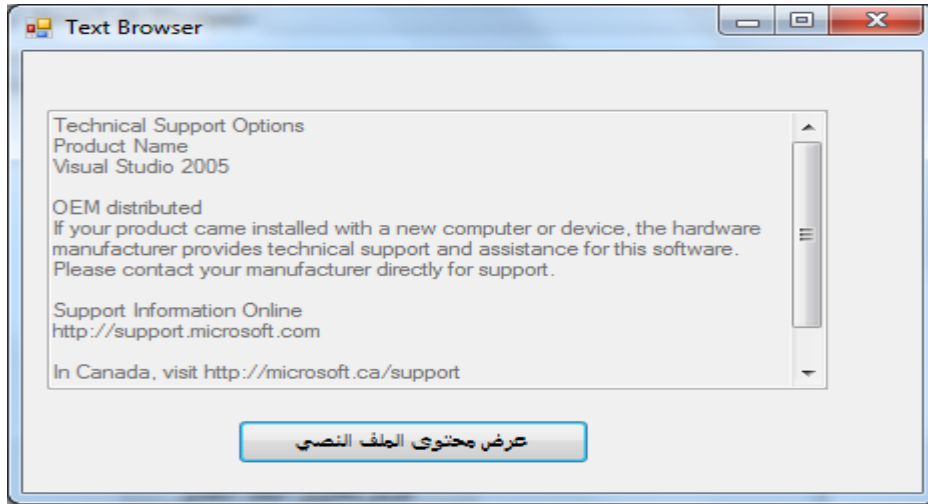 Text Browser
Technical Support Options
Product Name
Visual Studio 2005
OEM distributed
If your product came installed with a new computer or device, the hardware
manufacturer provides technical support and assistance for this software.
Please contact your manufacturer directly for support.
Support Information Online
http://support.microsoft.com
In Canada, visit http://microsoft.ca/support
عرض محتوى الملف النصي